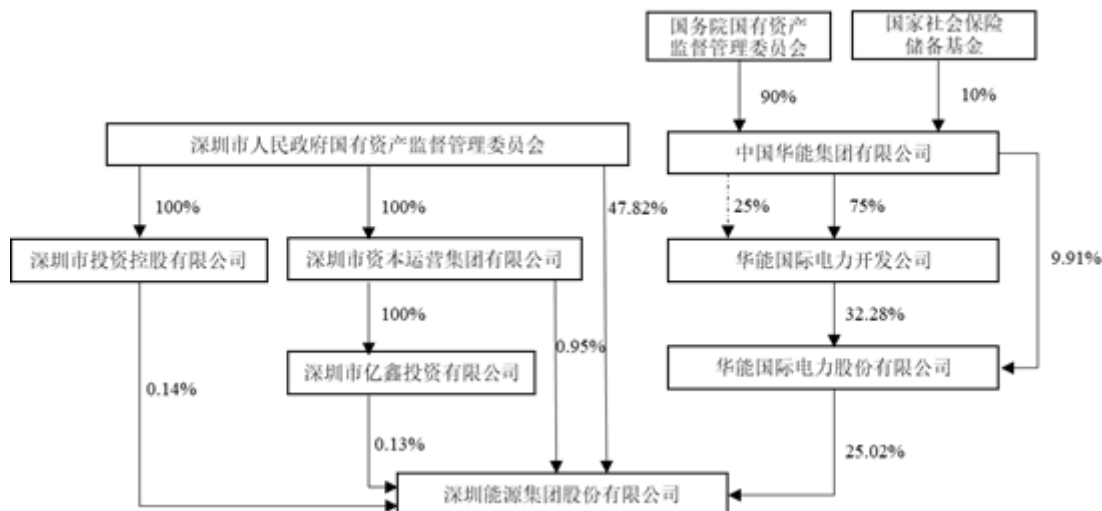 国务院国有资产
监督管理委员会
国家社会保险
储备基金
90%
10%
深圳市人民政府国有资产监督管理委员会
中国华能集团有限公司
100%
100%
47.82%
25%
75%
9.91%
深圳市投资控股有限公司
深圳市资本运营集团有限公司
华能国际电力开发公司
100%
0.95%
32.28%
深圳市亿鑫投资有限公司
华能国际电力股份有限公司
0.14%
0.13%
25.02%
深圳能源集团股份有限公司